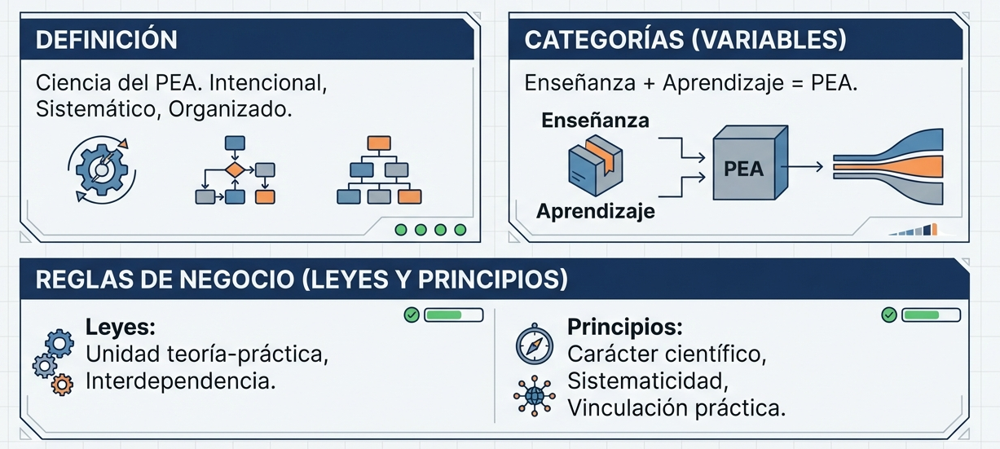 DEFINICIÓN
Ciencia del PEA. Intencional,
Sistemático, Organizado.
CATEGORÍAS (VARIABLES)
Enseñanza + Aprendizaje = PEA.
Enseñanza
PEA
Aprendizaje
REGLAS DE NEGOCIO (LEYES Y PRINCIPIOS)
Leyes:
Unidad teoría-práctica,
Interdependencia.
Principios:
Carácter científico,
Sistematicidad,
Vinculación práctica.